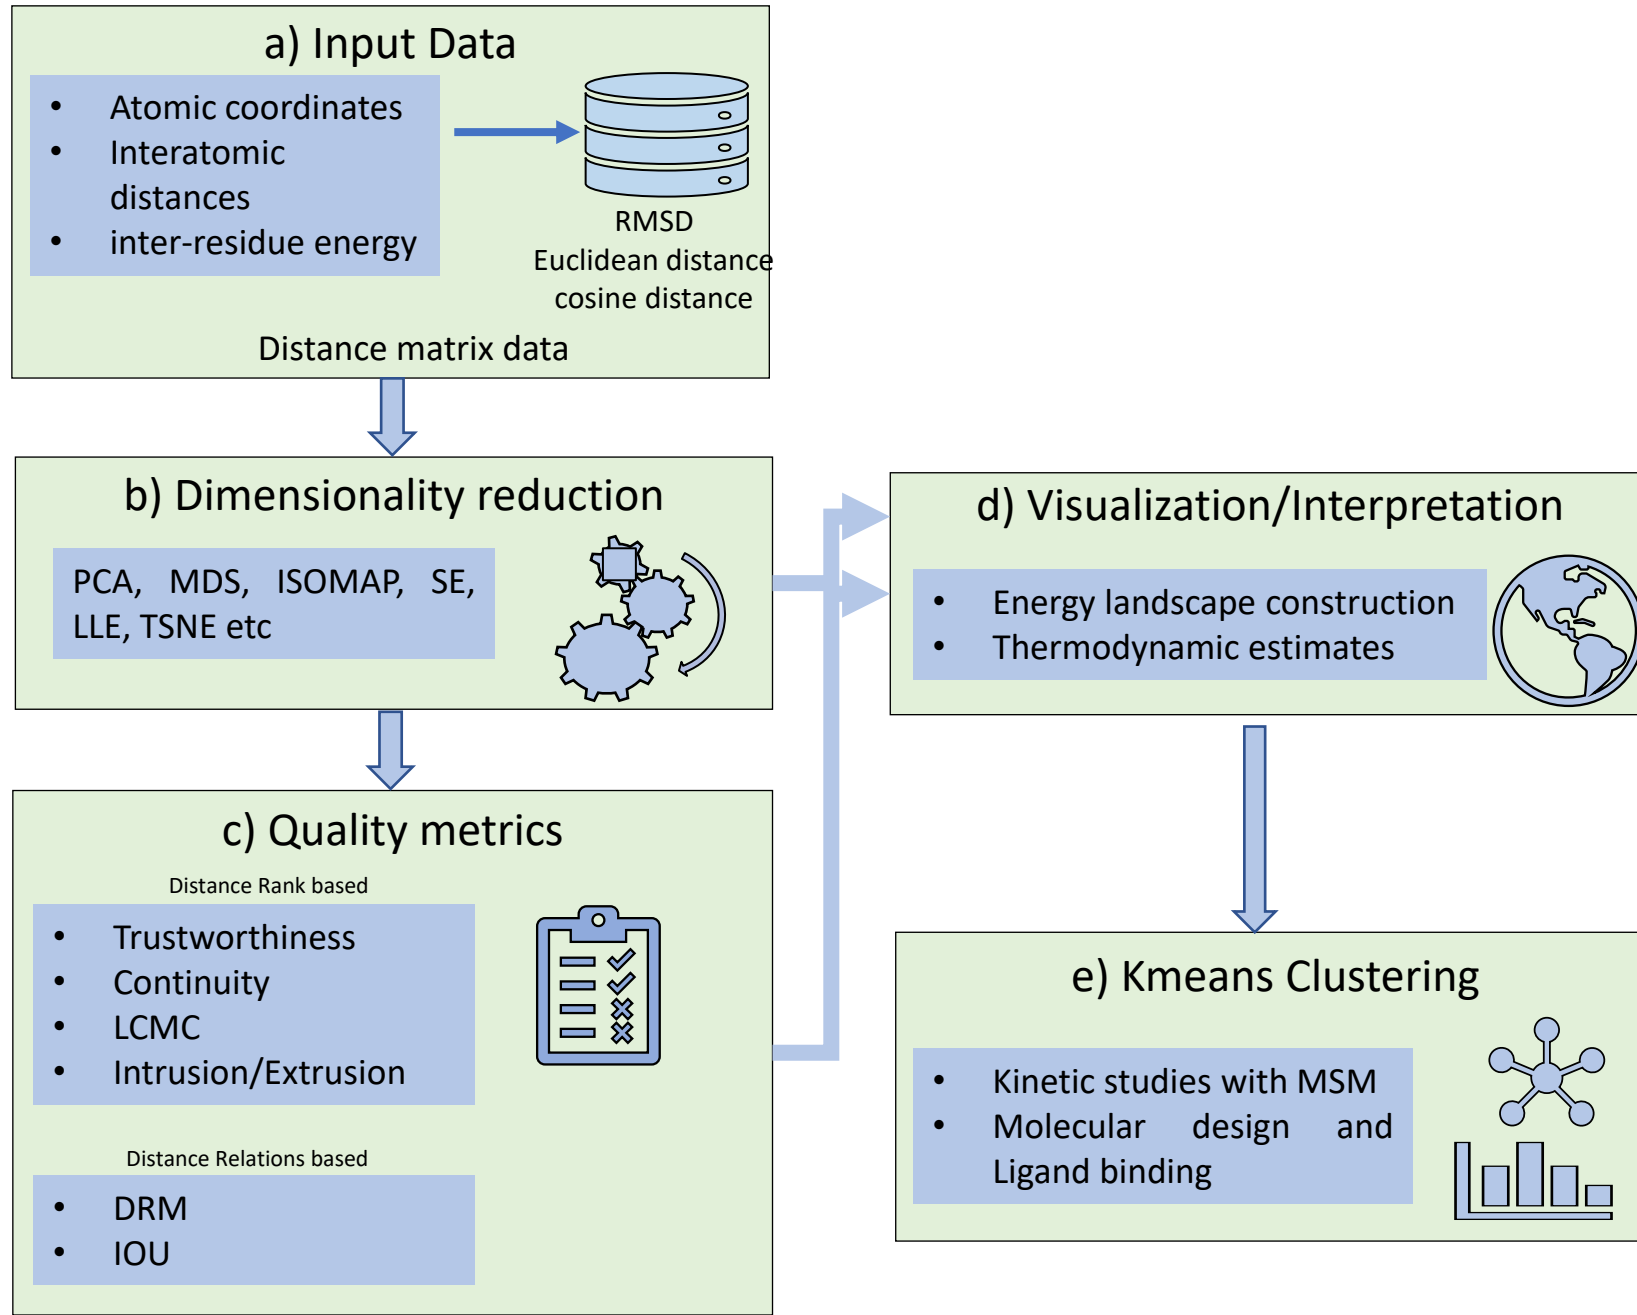 a) Input Data
• Atomic coordinates
• Interatomic
distances
• inter-residue energy
RMSD
Euclidean distance
cosine distance
Distance matrix data
b) Dimensionality reduction
PCA, MDS, ISOMAP, SE,
LLE, TSNE etc
c) Quality metrics
Distance Rank based
• Trustworthiness
• Continuity
• LCMC
• Intrusion/Extrusion
Distance Relations based
• DRM
• IOU
d) Visualization/Interpretation
• Energy landscape construction
• Thermodynamic estimates
e) Kmeans Clustering
• Kinetic studies with MSM
• Molecular design and
Ligand binding